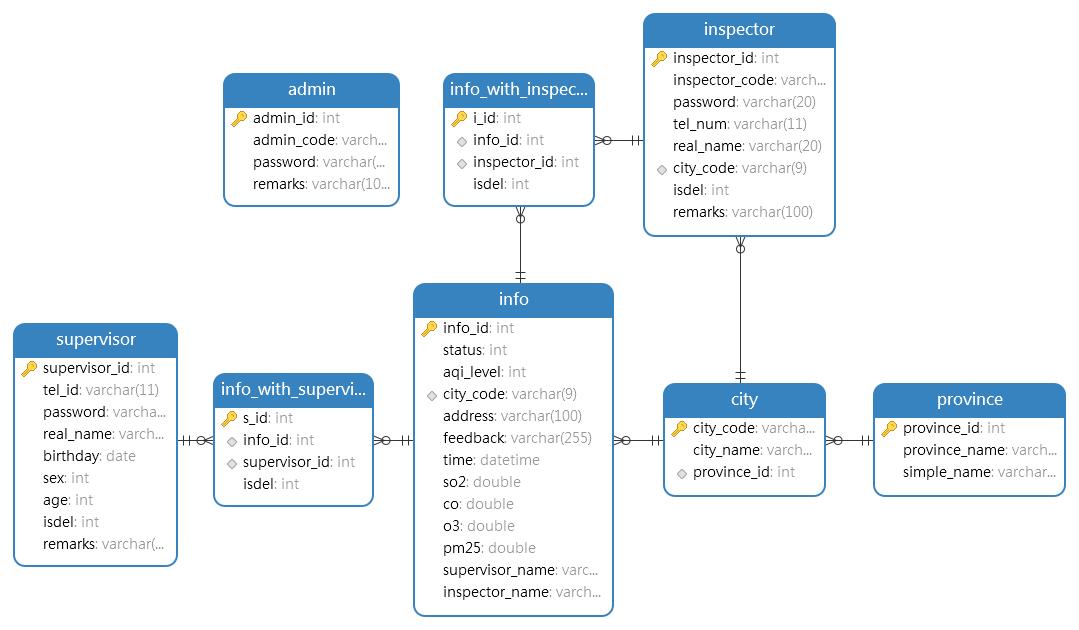 admin
admin_id: int
admin_code: varch...
password: varchar(...
remarks: varchar(10...
info_with_inspec...
i_id: int
info_id: int
inspector_id: int
isdel: int
inspector
inspector_id: int
inspector_code: varch...
password: varchar(20)
tel_num: varchar(11)
real_name: varchar(20)
city_code: varchar(9)
isdel: int
remarks: varchar(100)
supervisor
supervisor_id: int
tel_id: varchar(11)
password: varcha...
real_name: varch...
birthday: date
sex: int
age: int
isdel: int
remarks: varchar(...
info_with_supervi...
s_id: int
info_id: int
supervisor_id: int
isdel: int
info
info_id: int
status: int
aqi_level: int
city_code: varchar(9)
address: varchar(100)
feedback: varchar(255)
time: datetime
so2: double
co: double
o3: double
pm25: double
supervisor_name: varc...
inspector_name: varch...
city
city_code: varcha...
city_name: varch...
province_id: int
province
province_id: int
province_name: varch...
simple_name: varchar...